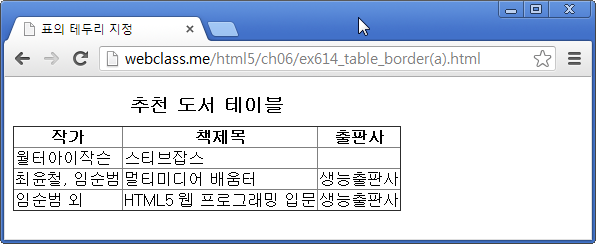 표의 테두리 지정
webclass.me/html5/ch06/ex614_table_border(a).html
추천 도서 테이블
작가 책제목 출판사
월터아이작슨 스티브잡스
최윤철, 임순범 멀티미디어 배움터 생능출판사
임순범 외 HTML5 웹 프로그래밍 입문 생능출판사